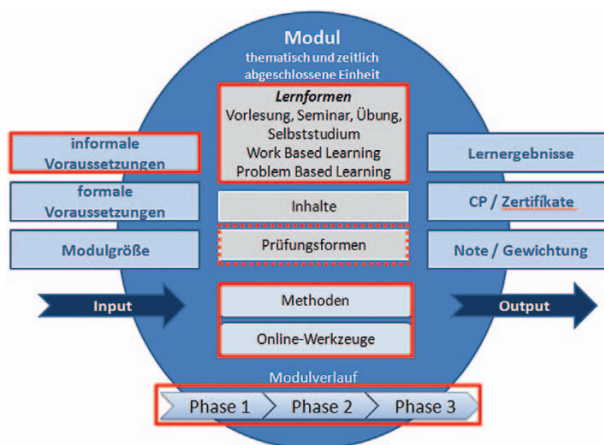 Modul
thematisch und zeitlich
abgeschlossene Einheit
Lernformen
Vorlesung, Seminar, Übung,
Selbststudium
Work Based Learning
Problem Based Learning
informale
Voraussetzungen
formale
Voraussetzungen
Modulgröße
Input
Inhalte
Prüfungsformen
Methoden
Online-Werkzeuge
Lernergebnisse
CP / Zertifikate
Note / Gewichtung
Output
Modulverlauf
Phase 1
Phase 2
Phase 3